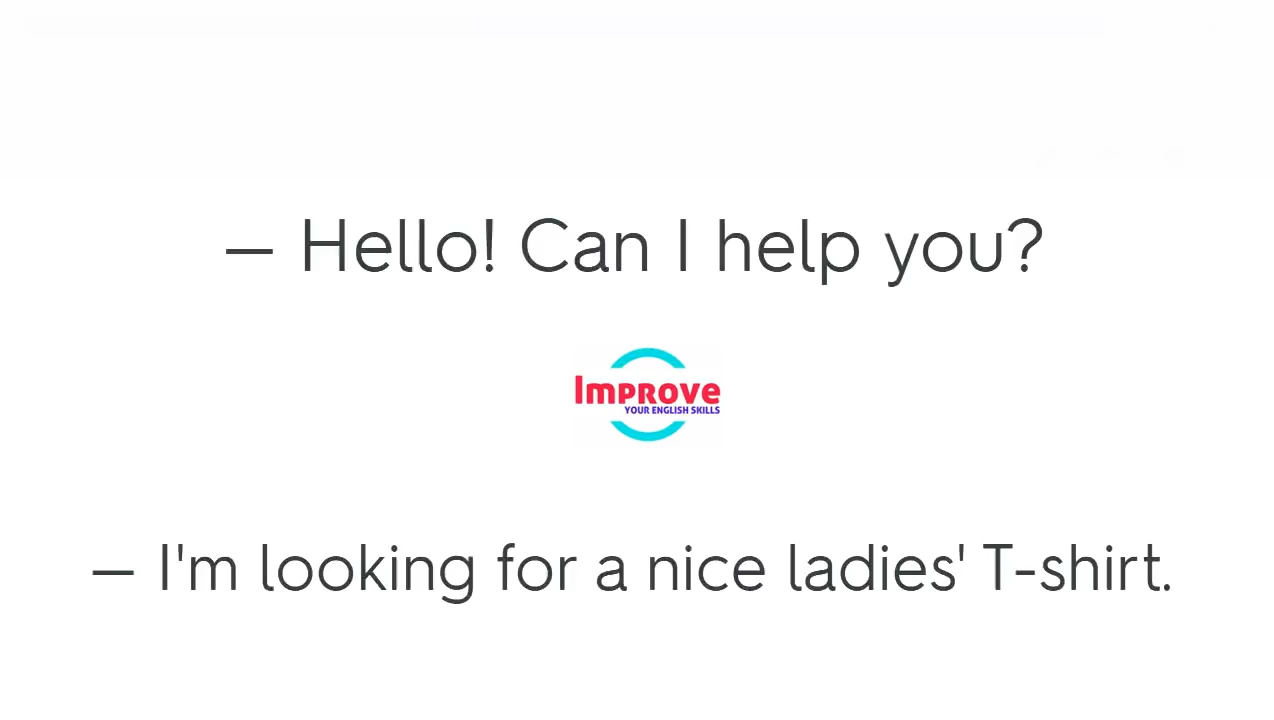 — Hello! Can I help you?
Improve
YOUR ENGLISH SKILLS
— I'm looking for a nice ladies' T-shirt.